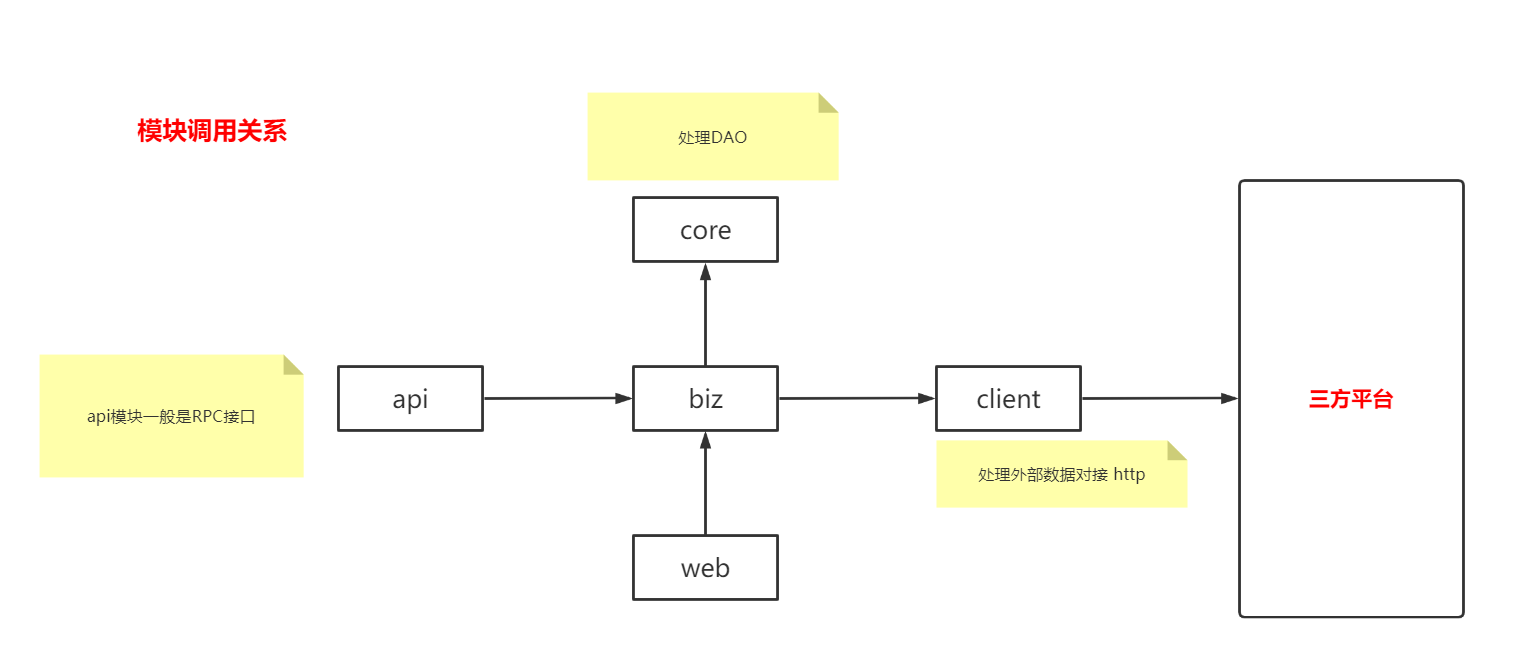 模块调用关系
处理DAO
core
api模块一般是RPC接口
api
biz
client
三方平台
处理外部数据对接 http
web